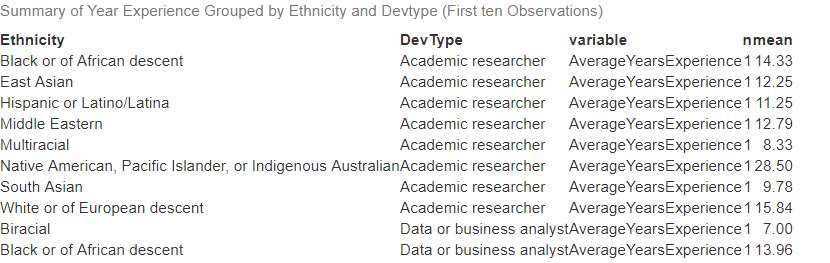 Summary of Year Experience Grouped by Ethnicity and Devtype (First ten Observations)
Ethnicity DevType variable n mean
Black or of African descent Academic researcher AverageYearsExperience 1 14.33
East Asian Academic researcher AverageYearsExperience 1 12.25
Hispanic or Latino/Latina Academic researcher AverageYearsExperience 1 11.25
Middle Eastern Academic researcher AverageYearsExperience 1 12.79
Multiracial Academic researcher AverageYearsExperience 1 8.33
Native American, Pacific Islander, or Indigenous Australian Academic researcher AverageYearsExperience 1 28.50
South Asian Academic researcher AverageYearsExperience 1 9.78
White or of European descent Academic researcher AverageYearsExperience 1 15.84
Biracial Data or business analyst AverageYearsExperience 1 7.00
Black or of African descent Data or business analyst AverageYearsExperience 1 13.96